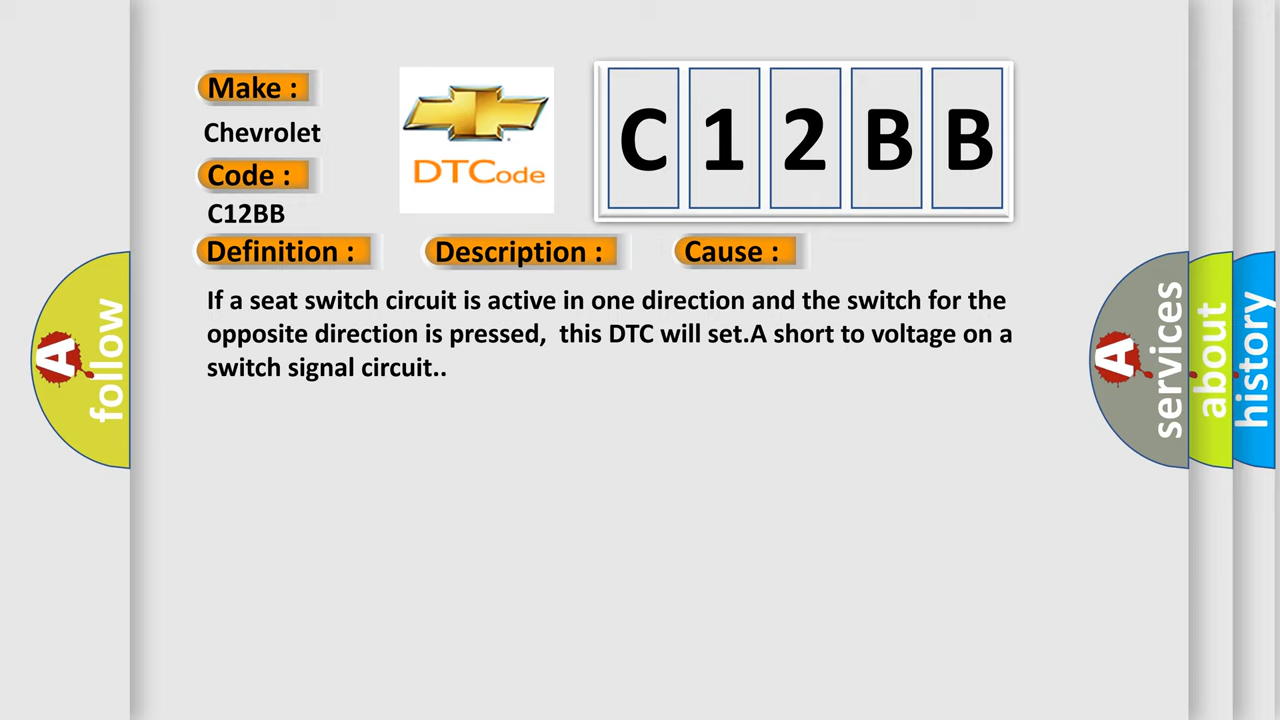 Make :
Chevrolet
Code :
C12BB
DTCode
C 1 2 B B
Definition :
Description :
Cause :
If a seat switch circuit is active in one direction and the switch for the
opposite direction is pressed,  this DTC will setA short to voltage on a
switch signal circuit..
A follow
A services
about
history